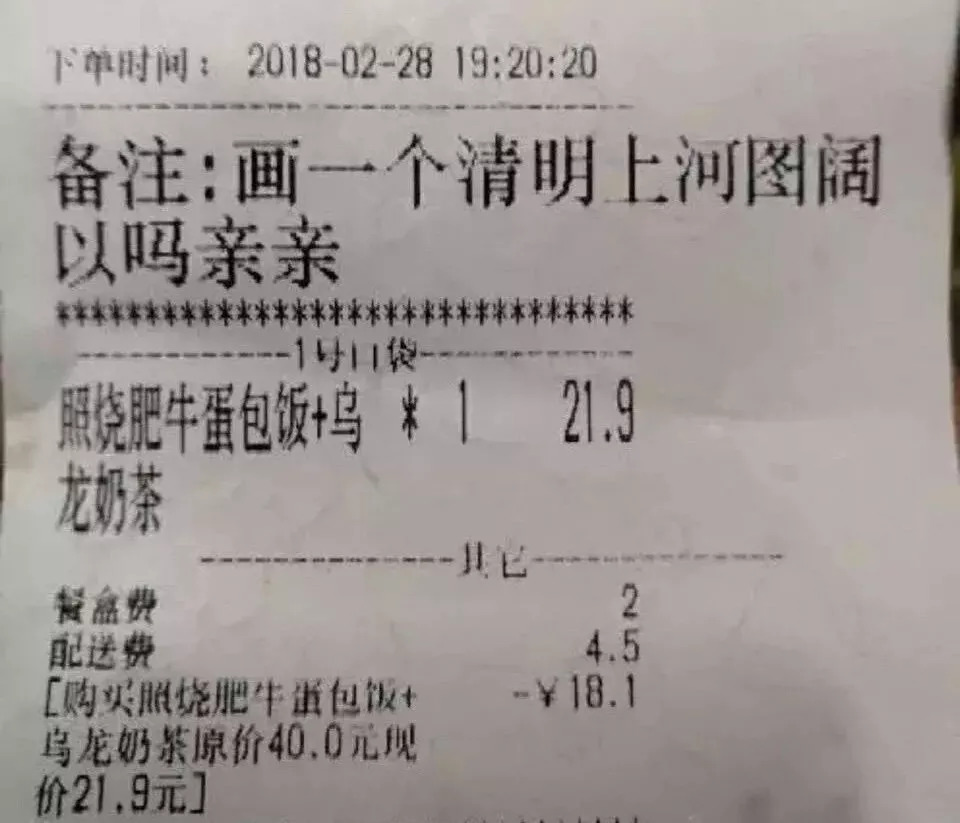 下单时间: 2018-02-28 19:20:20
备注:画一个清明上河图阔
以吗亲亲
********************************
------------1号口袋------------
照烧肥牛蛋包饭+乌 * 1 21.9
龙奶茶
--------------其它--------------
餐盒费 2
配送费 4.5
[购买照烧肥牛蛋包饭+ -¥18.1
乌龙奶茶原价40.0元现
价21.9元]